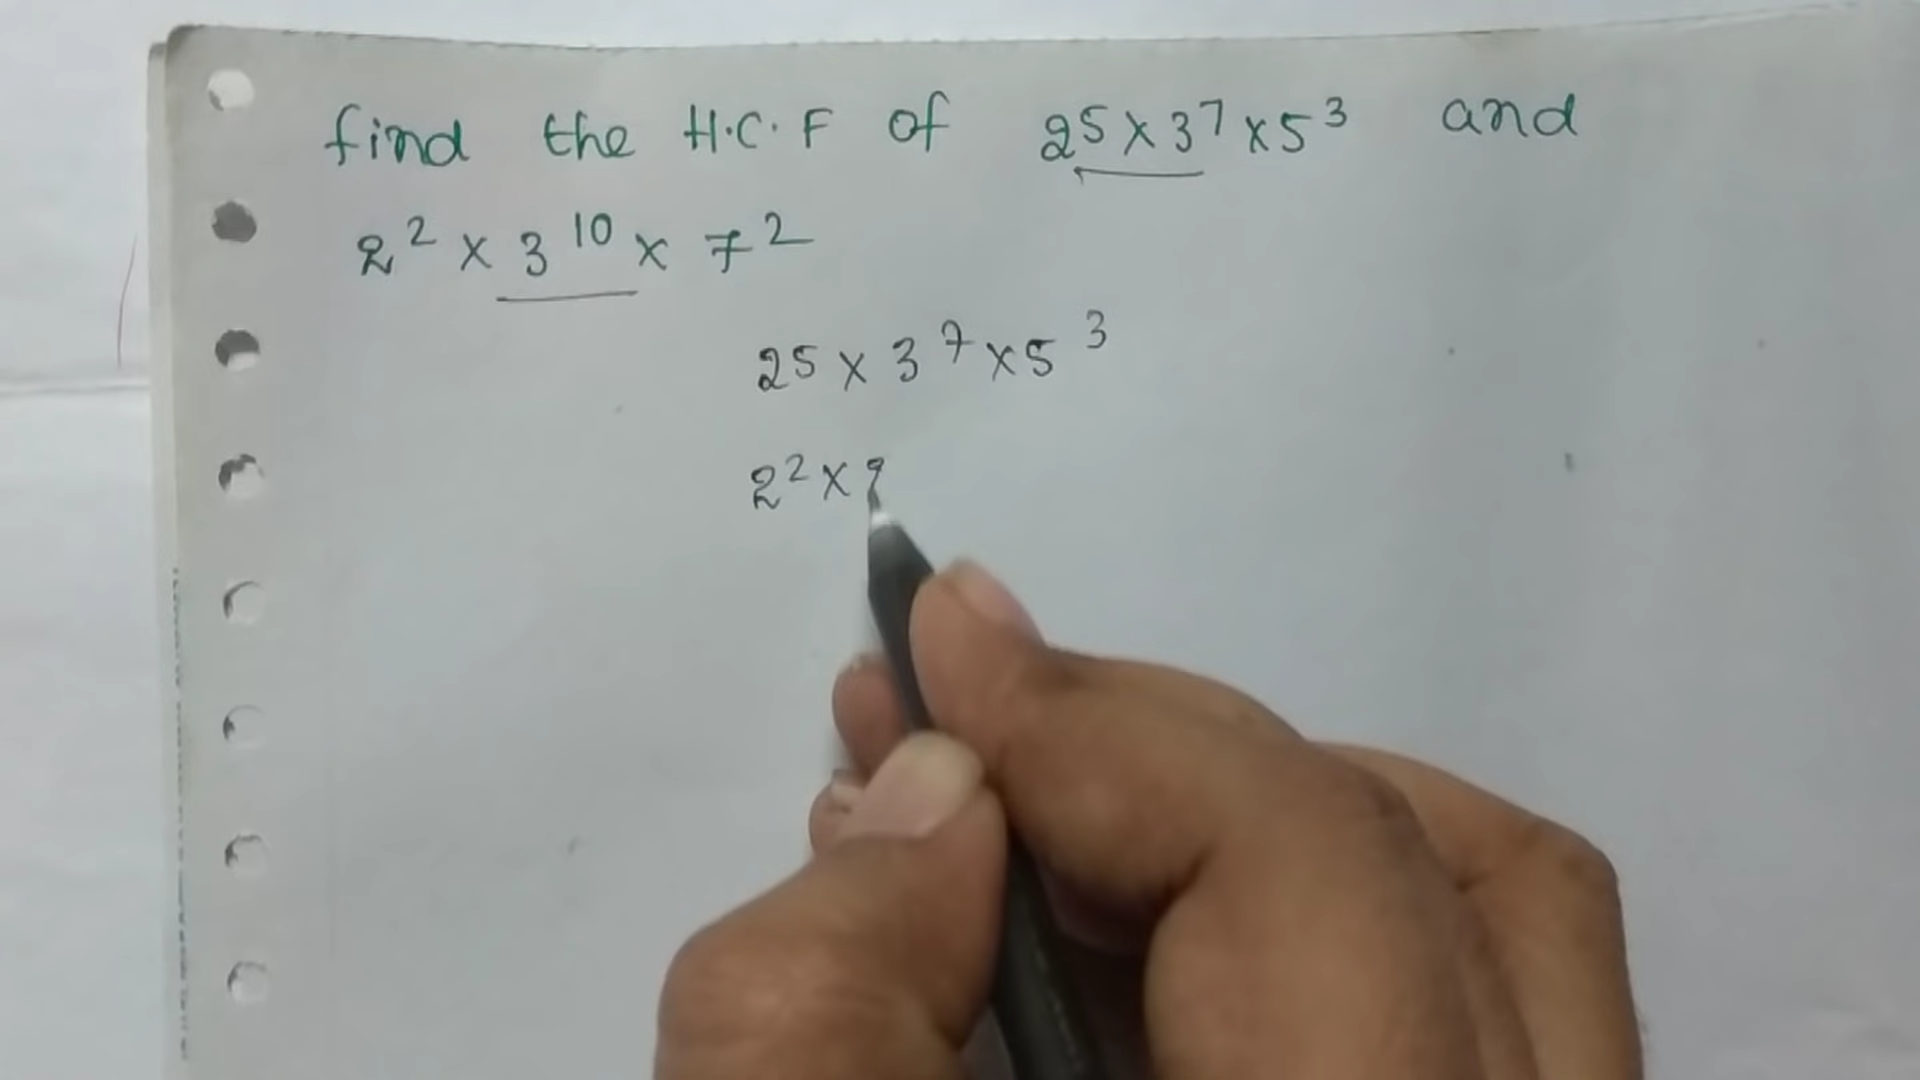 find the H.C.F of 25 x 3⁷ x 5³ and
2² x 3¹⁰ x 7²
25 x 3⁷ x 5³
2² x